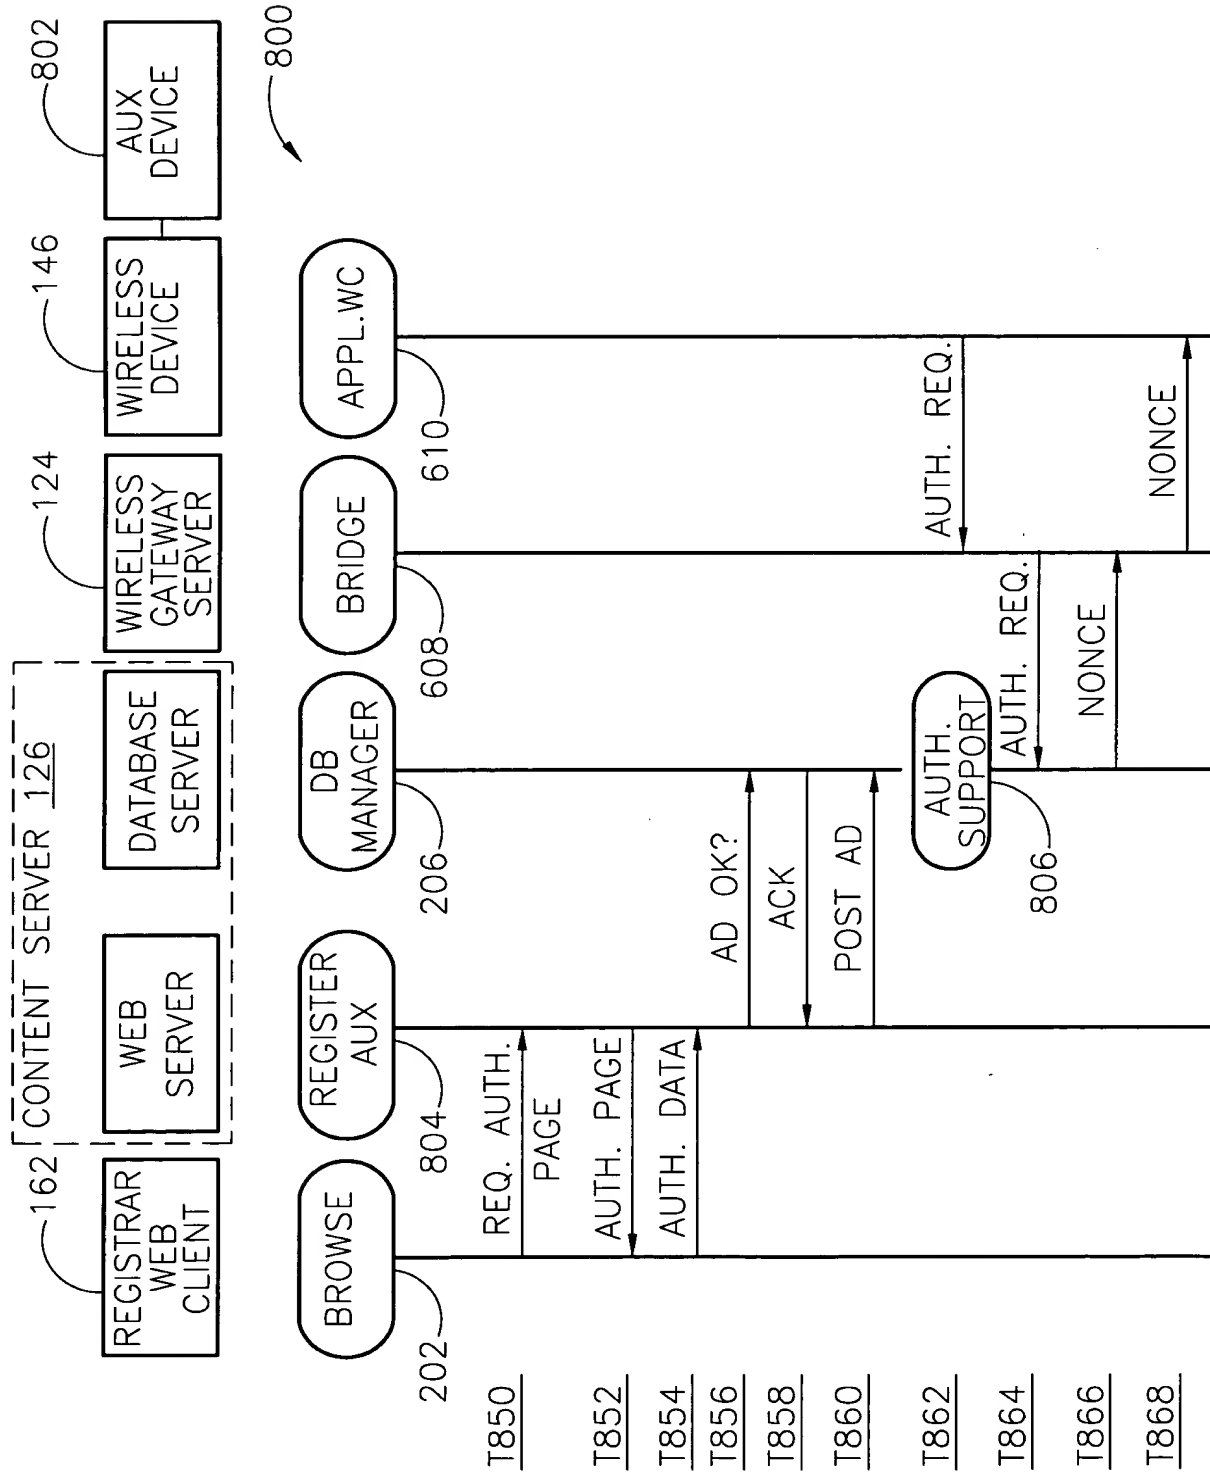 CONTENT SERVER 126
REGISTRAR
WEB
CLIENT
162
WEB
SERVER
DATABASE
SERVER
WIRELESS
GATEWAY
SERVER
124
WIRELESS
DEVICE
146
AUX
DEVICE
802
800
BROWSE
202
REGISTER
AUX
804
DB
MANAGER
206
BRIDGE
608
APPL.WC
610
T850
REQ. AUTH.
PAGE
T852
AUTH. PAGE
T854
AUTH. DATA
T856
AD OK?
T858
ACK
T860
POST AD
AUTH.
SUPPORT
806
T862
AUTH. REQ.
T864
AUTH. REQ.
T866
NONCE
T868
NONCE